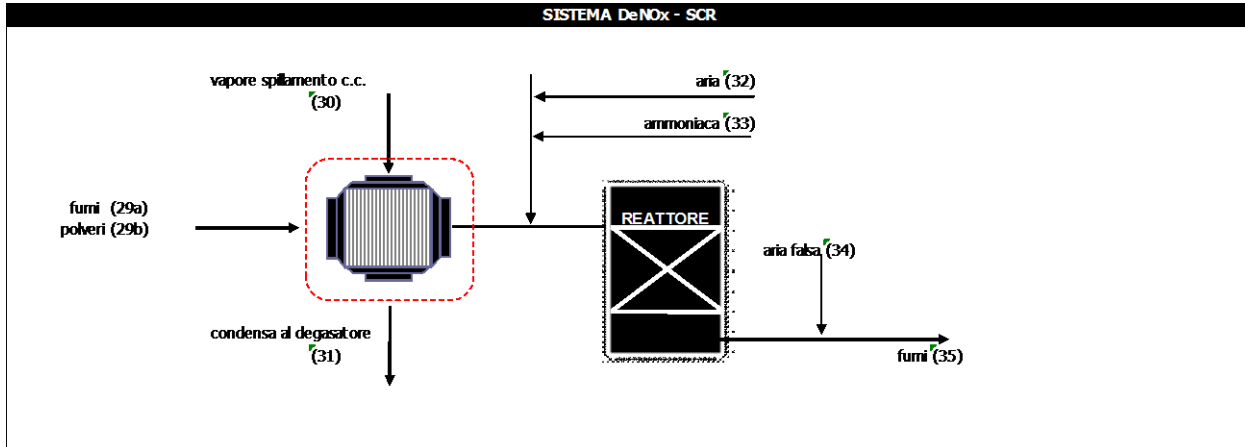 SISTEMA DeNOx - SCR
vapore spillamento c.c.
(30)
aria (32)
ammoniaca (33)
fumi (29a)
polveri (29b)
REATTORE
aria falsa (34)
condensa al degasatore
(31)
fumi (35)